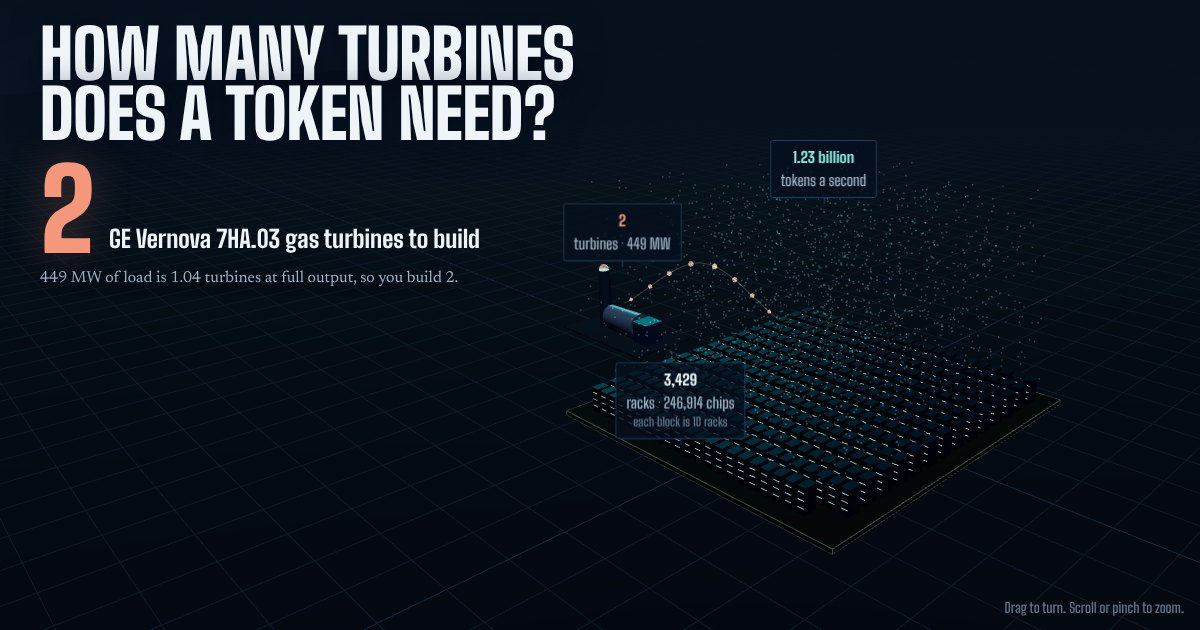 HOW MANY TURBINES
DOES A TOKEN NEED?
2 GE Vernova 7HA.03 gas turbines to build
449 MW of load is 1.04 turbines at full output, so you build 2.
1.23 billion
tokens a second
2
turbines · 449 MW
3,429
racks · 246,914 chips
each block is 10 racks
Drag to turn. Scroll or pinch to zoom.